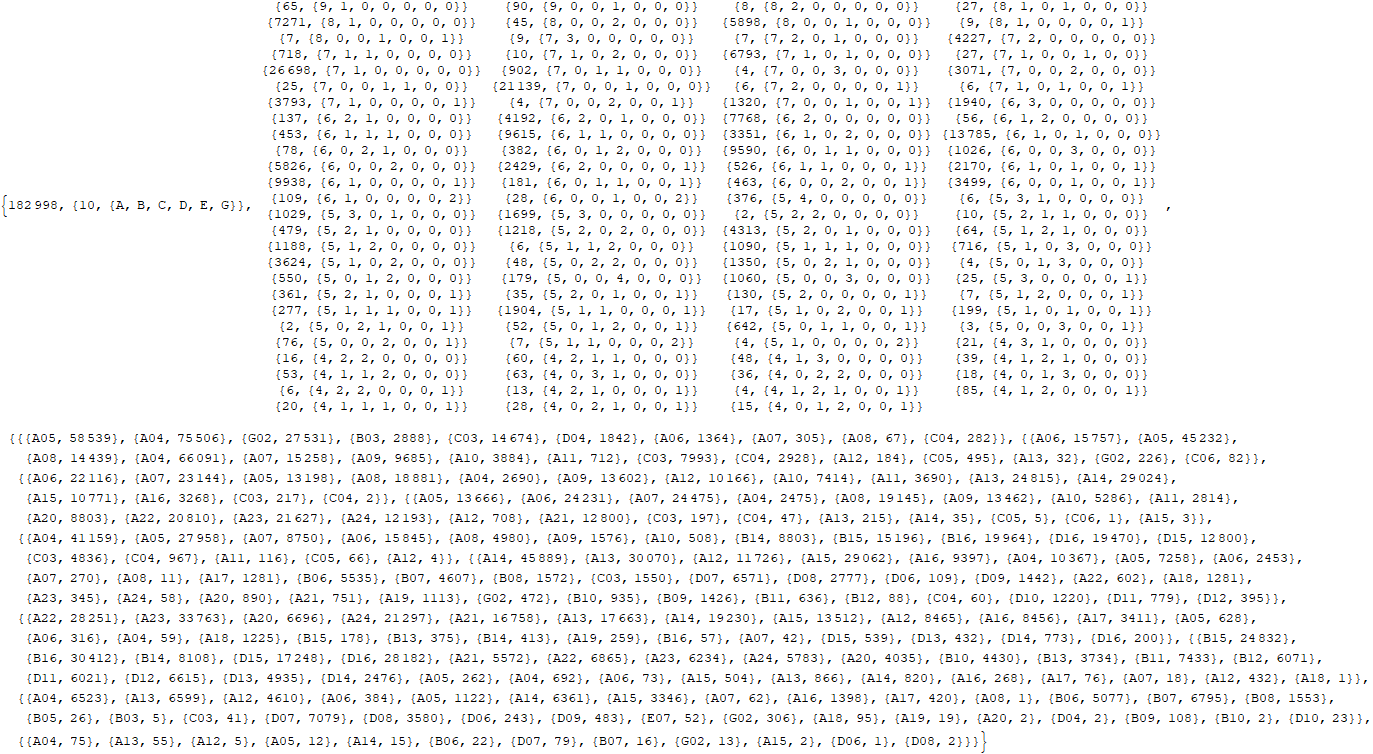 {65, {9, 1, 0, 0, 0, 0, 0}} {90, {9, 0, 0, 1, 0, 0, 0}} {8, {8, 2, 0, 0, 0, 0, 0}} {27, {8, 1, 0, 1, 0, 0, 0}}
{7271, {8, 1, 0, 0, 0, 0, 0}} {45, {8, 0, 0, 2, 0, 0, 0}} {5898, {8, 0, 0, 1, 0, 0, 0}} {9, {8, 1, 0, 0, 0, 0, 1}}
{7, {8, 0, 0, 1, 0, 0, 1}} {9, {7, 3, 0, 0, 0, 0, 0}} {7, {7, 2, 0, 1, 0, 0, 0}} {4227, {7, 2, 0, 0, 0, 0, 0}}
{718, {7, 1, 1, 0, 0, 0, 0}} {10, {7, 1, 0, 2, 0, 0, 0}} {6793, {7, 1, 0, 1, 0, 0, 0}} {27, {7, 1, 0, 0, 1, 0, 0}}
{26698, {7, 1, 0, 0, 0, 0, 0}} {902, {7, 0, 1, 1, 0, 0, 0}} {4, {7, 0, 0, 3, 0, 0, 0}} {3071, {7, 0, 0, 2, 0, 0, 0}}
{25, {7, 0, 0, 1, 1, 0, 0}} {21139, {7, 0, 0, 1, 0, 0, 0}} {6, {7, 2, 0, 0, 0, 0, 1}} {6, {7, 1, 0, 1, 0, 0, 1}}
{3793, {7, 1, 0, 0, 0, 0, 1}} {4, {7, 0, 0, 2, 0, 0, 1}} {1320, {7, 0, 0, 1, 0, 0, 1}} {1940, {6, 3, 0, 0, 0, 0, 0}}
{137, {6, 2, 1, 0, 0, 0, 0}} {4192, {6, 2, 0, 1, 0, 0, 0}} {7768, {6, 2, 0, 0, 0, 0, 0}} {56, {6, 1, 2, 0, 0, 0, 0}}
{453, {6, 1, 1, 1, 0, 0, 0}} {9615, {6, 1, 1, 0, 0, 0, 0}} {3351, {6, 1, 0, 2, 0, 0, 0}} {13785, {6, 1, 0, 1, 0, 0, 0}}
{78, {6, 0, 2, 1, 0, 0, 0}} {382, {6, 0, 1, 2, 0, 0, 0}} {9590, {6, 0, 1, 1, 0, 0, 0}} {1026, {6, 0, 0, 3, 0, 0, 0}}
{5826, {6, 0, 0, 2, 0, 0, 0}} {2429, {6, 2, 0, 0, 0, 0, 1}} {526, {6, 1, 1, 0, 0, 0, 1}} {2170, {6, 1, 0, 1, 0, 0, 1}}
{9938, {6, 1, 0, 0, 0, 0, 1}} {181, {6, 0, 1, 1, 0, 0, 1}} {463, {6, 0, 0, 2, 0, 0, 1}} {3499, {6, 0, 0, 1, 0, 0, 1}}
{182998, {10, {A, B, C, D, E, G}}, {109, {6, 1, 0, 0, 0, 0, 2}} {28, {6, 0, 0, 1, 0, 0, 2}} {376, {5, 4, 0, 0, 0, 0, 0}} {6, {5, 3, 1, 0, 0, 0, 0}} ,
{1029, {5, 3, 0, 1, 0, 0, 0}} {1699, {5, 3, 0, 0, 0, 0, 0}} {2, {5, 2, 2, 0, 0, 0, 0}} {10, {5, 2, 1, 1, 0, 0, 0}}
{479, {5, 2, 1, 0, 0, 0, 0}} {1218, {5, 2, 0, 2, 0, 0, 0}} {4313, {5, 2, 0, 1, 0, 0, 0}} {64, {5, 1, 2, 1, 0, 0, 0}}
{1188, {5, 1, 2, 0, 0, 0, 0}} {6, {5, 1, 1, 2, 0, 0, 0}} {1090, {5, 1, 1, 1, 0, 0, 0}} {716, {5, 1, 0, 3, 0, 0, 0}}
{3624, {5, 1, 0, 2, 0, 0, 0}} {48, {5, 0, 2, 2, 0, 0, 0}} {1350, {5, 0, 2, 1, 0, 0, 0}} {4, {5, 0, 1, 3, 0, 0, 0}}
{550, {5, 0, 1, 2, 0, 0, 0}} {179, {5, 0, 0, 4, 0, 0, 0}} {1060, {5, 0, 0, 3, 0, 0, 0}} {25, {5, 3, 0, 0, 0, 0, 1}}
{361, {5, 2, 1, 0, 0, 0, 1}} {35, {5, 2, 0, 1, 0, 0, 1}} {130, {5, 2, 0, 0, 0, 0, 1}} {7, {5, 1, 2, 0, 0, 0, 1}}
{277, {5, 1, 1, 1, 0, 0, 1}} {1904, {5, 1, 1, 0, 0, 0, 1}} {17, {5, 1, 0, 2, 0, 0, 1}} {199, {5, 1, 0, 1, 0, 0, 1}}
{2, {5, 0, 2, 1, 0, 0, 1}} {52, {5, 0, 1, 2, 0, 0, 1}} {642, {5, 0, 1, 1, 0, 0, 1}} {3, {5, 0, 0, 3, 0, 0, 1}}
{76, {5, 0, 0, 2, 0, 0, 1}} {7, {5, 1, 1, 0, 0, 0, 2}} {4, {5, 1, 0, 0, 0, 0, 2}} {21, {4, 3, 1, 0, 0, 0, 0}}
{16, {4, 2, 2, 0, 0, 0, 0}} {60, {4, 2, 1, 1, 0, 0, 0}} {48, {4, 1, 3, 0, 0, 0, 0}} {39, {4, 1, 2, 1, 0, 0, 0}}
{53, {4, 1, 1, 2, 0, 0, 0}} {63, {4, 0, 3, 1, 0, 0, 0}} {36, {4, 0, 2, 2, 0, 0, 0}} {18, {4, 0, 1, 3, 0, 0, 0}}
{6, {4, 2, 2, 0, 0, 0, 1}} {13, {4, 2, 1, 0, 0, 0, 1}} {4, {4, 1, 2, 1, 0, 0, 1}} {85, {4, 1, 2, 0, 0, 0, 1}}
{20, {4, 1, 1, 1, 0, 0, 1}} {28, {4, 0, 2, 1, 0, 0, 1}} {15, {4, 0, 1, 2, 0, 0, 1}}
{{{A05, 58539}, {A04, 75506}, {G02, 27531}, {B03, 2888}, {C03, 14674}, {D04, 1842}, {A06, 1364}, {A07, 305}, {A08, 67}, {C04, 282}}, {{A06, 15757}, {A05, 45232},
{A08, 14439}, {A04, 66091}, {A07, 15258}, {A09, 9685}, {A10, 3884}, {A11, 712}, {C03, 7993}, {C04, 2928}, {A12, 184}, {C05, 495}, {A13, 32}, {G02, 226}, {C06, 82}},
{{A06, 22116}, {A07, 23144}, {A05, 13198}, {A08, 18881}, {A04, 2690}, {A09, 13602}, {A12, 10166}, {A10, 7414}, {A11, 3690}, {A13, 24815}, {A14, 29024},
{A15, 10771}, {A16, 3268}, {C03, 217}, {C04, 2}}, {{A05, 13666}, {A06, 24231}, {A07, 24475}, {A04, 2475}, {A08, 19145}, {A09, 13462}, {A10, 5286}, {A11, 2814},
{A20, 8803}, {A22, 20810}, {A23, 21627}, {A24, 12193}, {A12, 708}, {A21, 12800}, {C03, 197}, {C04, 47}, {A13, 215}, {A14, 35}, {C05, 5}, {C06, 1}, {A15, 3}},
{{A04, 41159}, {A05, 27958}, {A07, 8750}, {A06, 15845}, {A08, 4980}, {A09, 1576}, {A10, 508}, {B14, 8803}, {B15, 15196}, {B16, 19964}, {D16, 19470}, {D15, 12800},
{C03, 4836}, {C04, 967}, {A11, 116}, {C05, 66}, {A12, 4}}, {{A14, 45889}, {A13, 30070}, {A12, 11726}, {A15, 29062}, {A16, 9397}, {A04, 10367}, {A05, 7258}, {A06, 2453},
{A07, 270}, {A08, 11}, {A17, 1281}, {B06, 5535}, {B07, 4607}, {B08, 1572}, {C03, 1550}, {D07, 6571}, {D08, 2777}, {D06, 109}, {D09, 1442}, {A22, 602}, {A18, 1281},
{A23, 345}, {A24, 58}, {A20, 890}, {A21, 751}, {A19, 1113}, {G02, 472}, {B10, 935}, {B09, 1426}, {B11, 636}, {B12, 88}, {C04, 60}, {D10, 1220}, {D11, 779}, {D12, 395}},
{{A22, 28251}, {A23, 33763}, {A20, 6696}, {A24, 21297}, {A21, 16758}, {A13, 17663}, {A14, 19230}, {A15, 13512}, {A12, 8465}, {A16, 8456}, {A17, 3411}, {A05, 628},
{A06, 316}, {A04, 59}, {A18, 1225}, {B15, 178}, {B13, 375}, {B14, 413}, {A19, 259}, {B16, 57}, {A07, 42}, {D15, 539}, {D13, 432}, {D14, 773}, {D16, 200}}, {{B15, 24832},
{B16, 30412}, {B14, 8108}, {D15, 17248}, {D16, 28182}, {A21, 5572}, {A22, 6865}, {A23, 6234}, {A24, 5783}, {A20, 4035}, {B10, 4430}, {B13, 3734}, {B11, 7433}, {B12, 6071},
{D11, 6021}, {D12, 6615}, {D13, 4935}, {D14, 2476}, {A05, 262}, {A04, 692}, {A06, 73}, {A15, 504}, {A13, 866}, {A14, 820}, {A16, 268}, {A17, 76}, {A07, 18}, {A12, 432}, {A18, 1}},
{{A04, 6523}, {A13, 6599}, {A12, 4610}, {A06, 384}, {A05, 1122}, {A14, 6361}, {A15, 3346}, {A07, 62}, {A16, 1398}, {A17, 420}, {A08, 1}, {B06, 5077}, {B07, 6795}, {B08, 1553},
{B05, 26}, {B03, 5}, {C03, 41}, {D07, 7079}, {D08, 3580}, {D06, 243}, {D09, 483}, {E07, 52}, {G02, 306}, {A18, 95}, {A19, 19}, {A20, 2}, {D04, 2}, {B09, 108}, {B10, 2}, {D10, 23}},
{{A04, 75}, {A13, 55}, {A12, 5}, {A05, 12}, {A14, 15}, {B06, 22}, {D07, 79}, {B07, 16}, {G02, 13}, {A15, 2}, {D06, 1}, {D08, 2}}}}